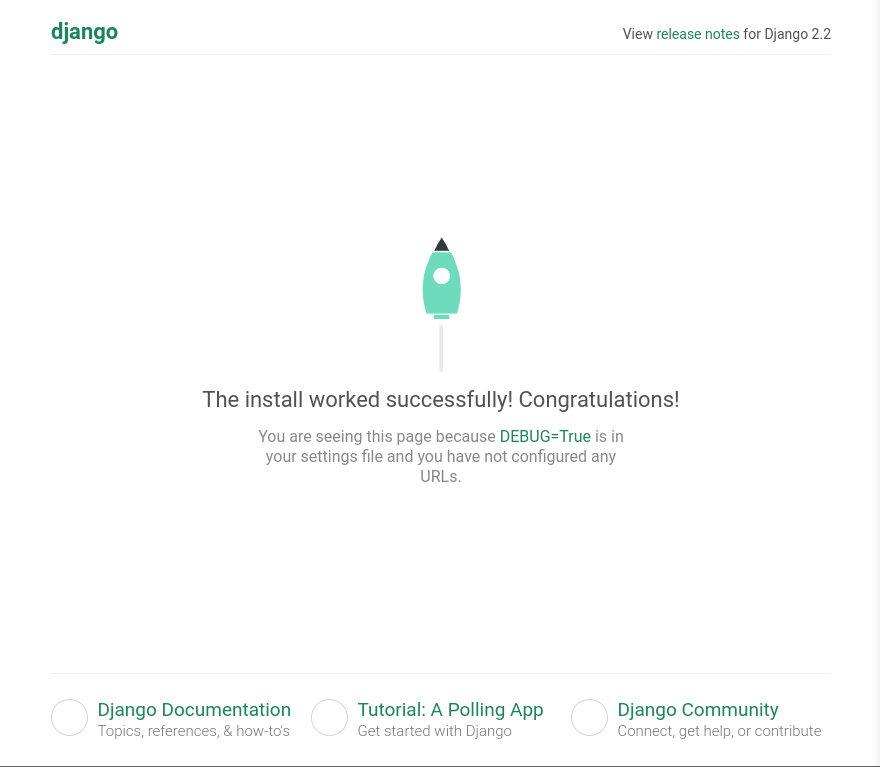 django
View release notes for Django 2.2
The install worked successfully! Congratulations!
You are seeing this page because DEBUG=True is in
your settings file and you have not configured any
URLs.
Django Documentation
Topics, references, & how-to's
Tutorial: A Polling App
Get started with Django
Django Community
Connect, get help, or contribute